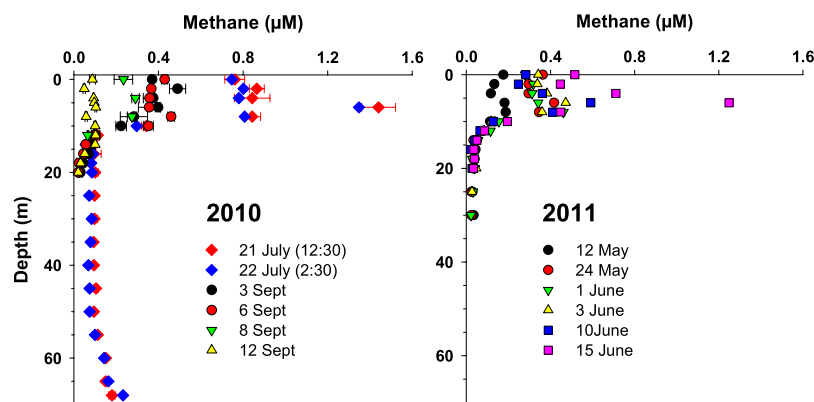 Methane (µM)
0.0 0.4 0.8 1.2 1.6
0
20
40
60
Depth (m)
2010
21 July (12:30)
22 July (2:30)
3 Sept
6 Sept
8 Sept
12 Sept
Methane (µM)
0.0 0.4 0.8 1.2 1.6
0
20
40
60
2011
12 May
24 May
1 June
3 June
10June
15 June